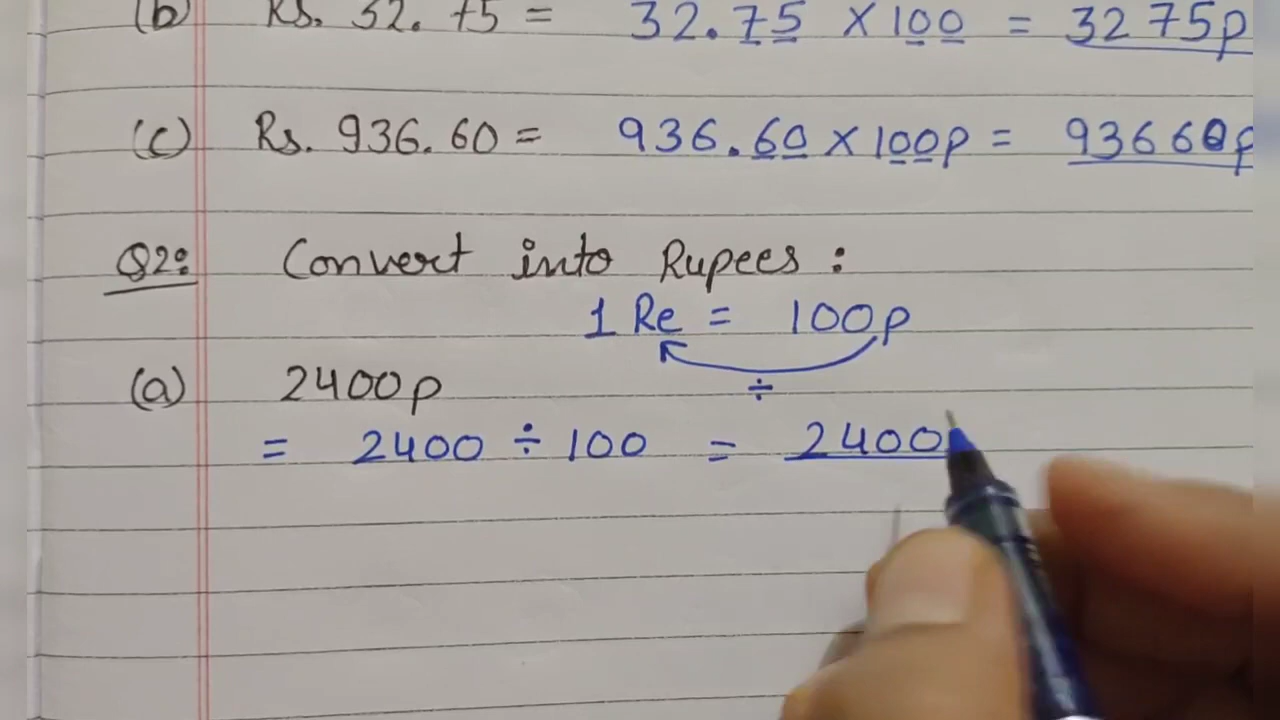 (b) Rs. 32.75 = 32.75 × 100 = 3275p
(c) Rs. 936.60 = 936.60 × 100p = 93660p
Q2: Convert into Rupees :
1 Re = 100p
÷
(a) 2400p
= 2400 ÷ 100 = 2400